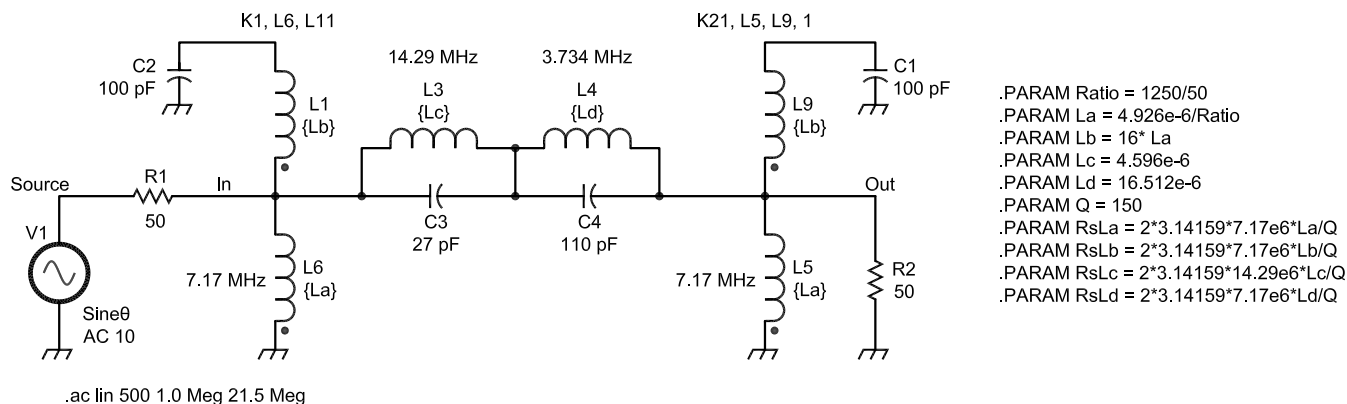 K1, L6, L11
K21, L5, L9, 1
14.29 MHz
3.734 MHz
C2
100 pF
L1
{Lb}
L3
{Lc}
L4
{Ld}
L9
{Lb}
C1
100 pF
Source
R1
50
In
C3
27 pF
C4
110 pF
Out
V1
Sineθ
AC 10
7.17 MHz
L6
{La}
7.17 MHz
L5
{La}
R2
50
.ac lin 500 1.0 Meg 21.5 Meg
.PARAM Ratio = 1250/50
.PARAM La = 4.926e-6/Ratio
.PARAM Lb = 16* La
.PARAM Lc = 4.596e-6
.PARAM Ld = 16.512e-6
.PARAM Q = 150
.PARAM RsLa = 2*3.14159*7.17e6*La/Q
.PARAM RsLb = 2*3.14159*7.17e6*Lb/Q
.PARAM RsLc = 2*3.14159*14.29e6*Lc/Q
.PARAM RsLd = 2*3.14159*7.17e6*Ld/Q